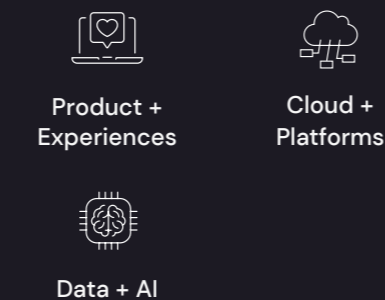 Product +
Experiences
Cloud +
Platforms
Data + AI